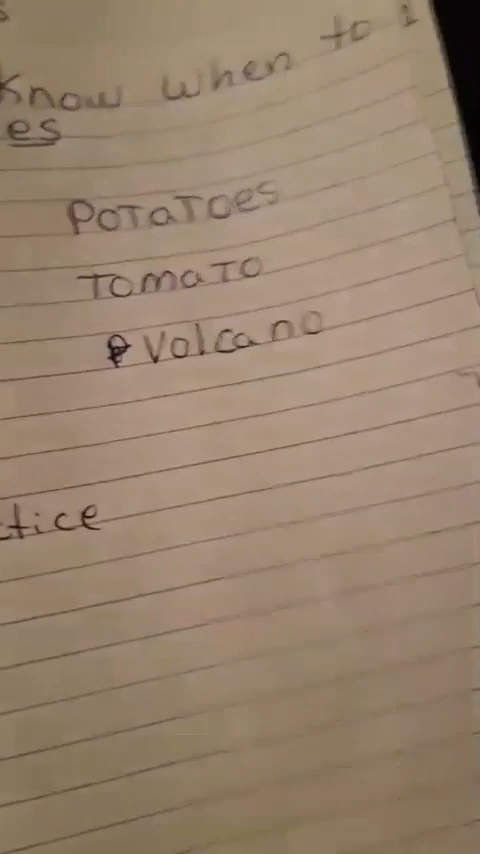 Know when to
es
POTATOES
TOMATO
Volcano
tice